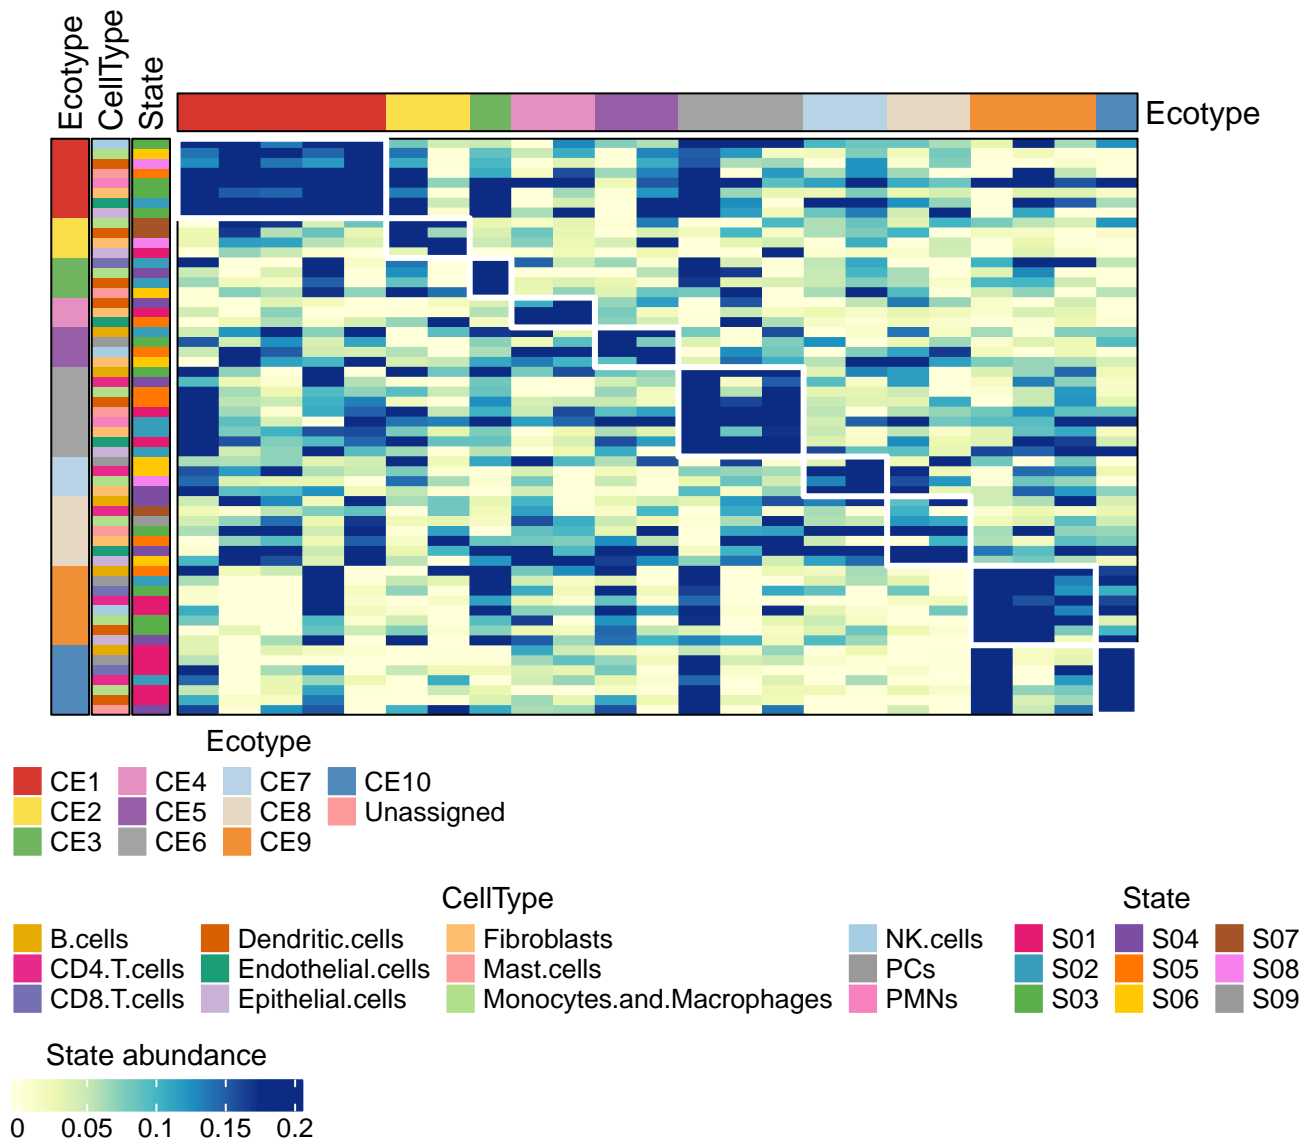 Ecotype
CellType
State
Ecotype
Ecotype
CE1 CE4 CE7 CE10
CE2 CE5 CE8 Unassigned
CE3 CE6 CE9
CellType State
B.cells Dendritic.cells Fibroblasts NK.cells S01 S04 S07
CD4.T.cells Endothelial.cells Mast.cells PCs S02 S05 S08
CD8.T.cells Epithelial.cells Monocytes.and.Macrophages PMNs S03 S06 S09
State abundance
0 0.05 0.1 0.15 0.2